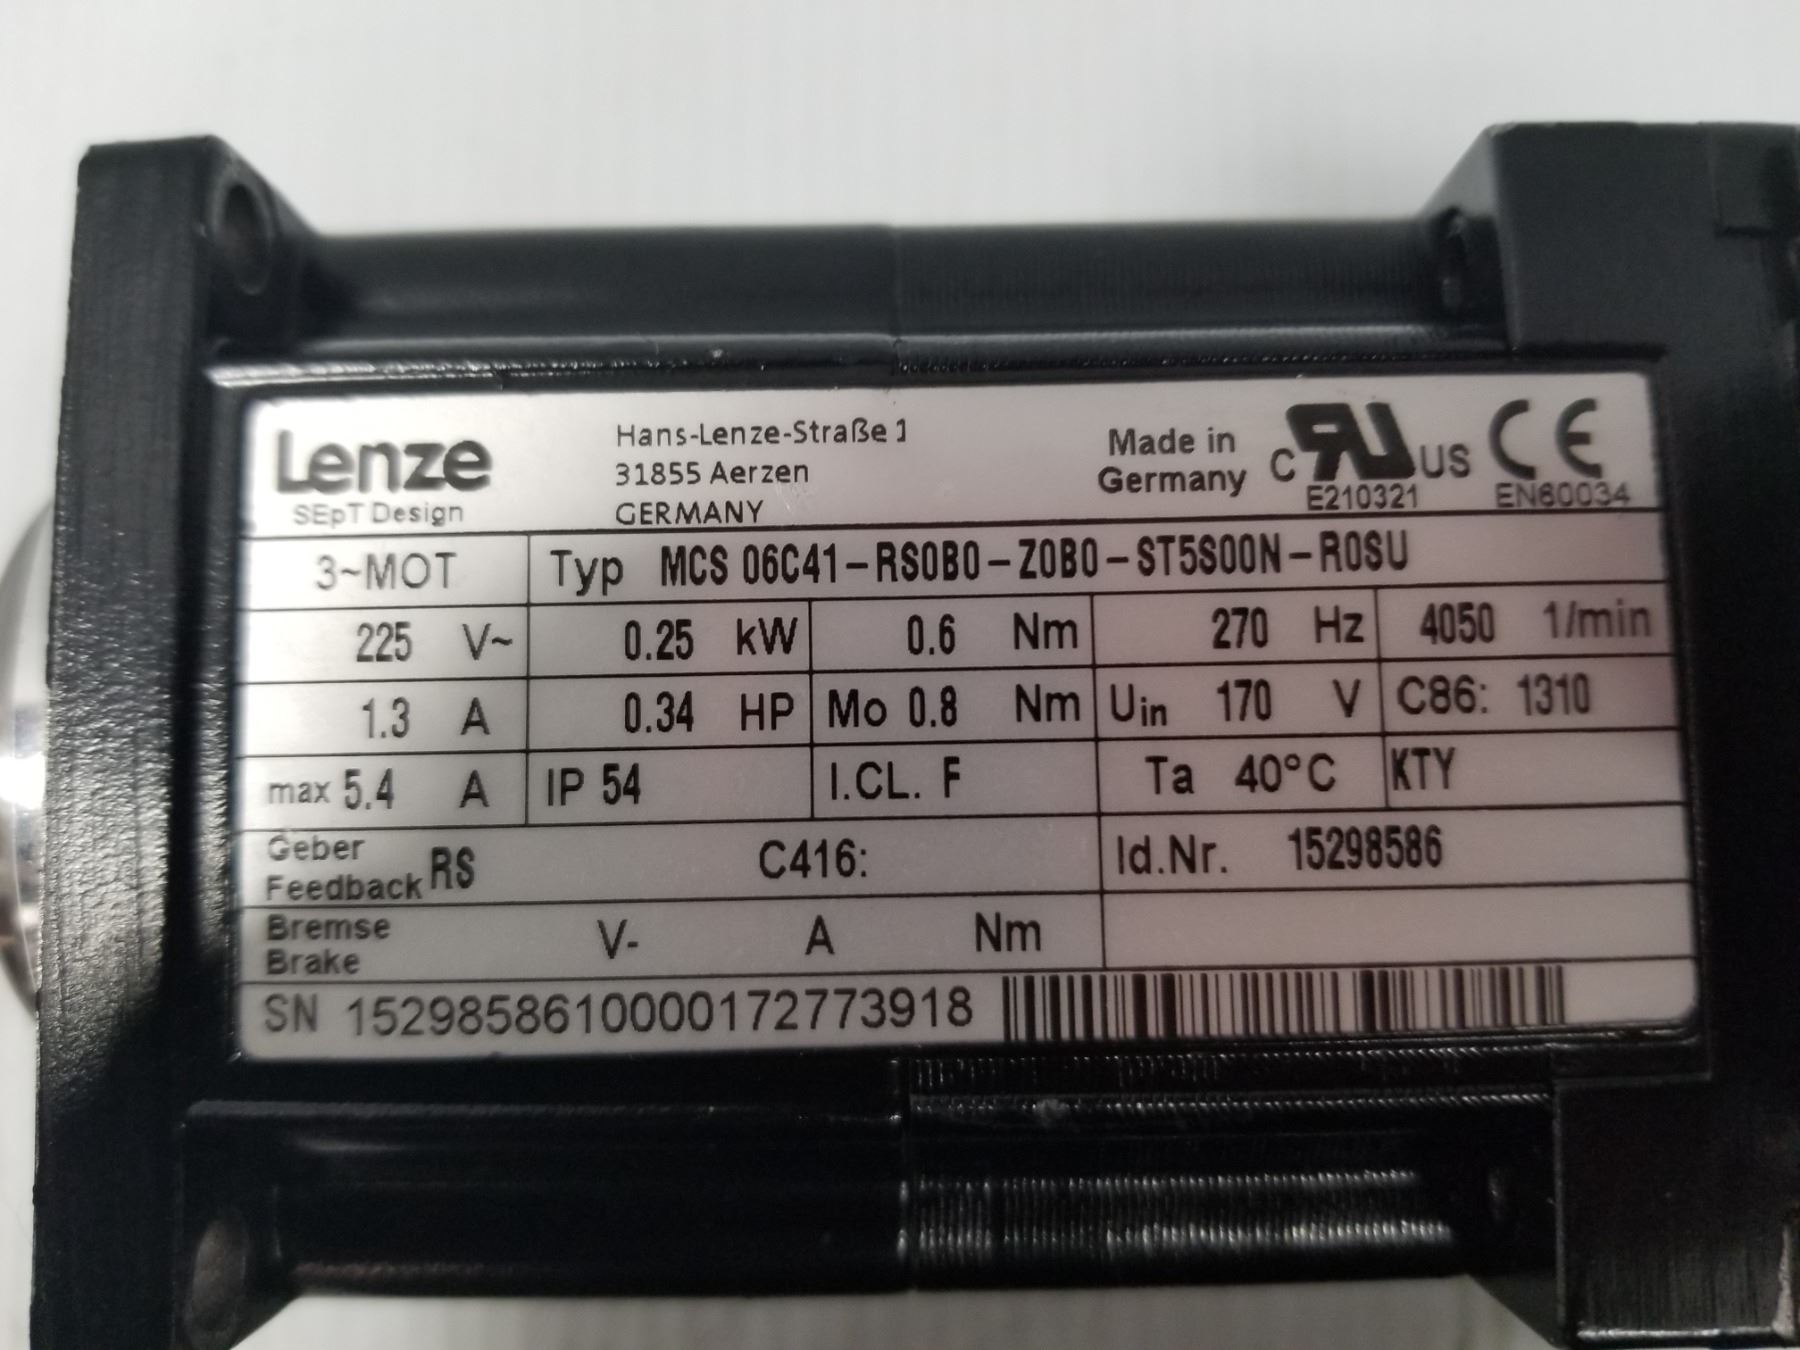 Lenze
SEpT Design
Hans-Lenze-Straße 1
31855 Aerzen
GERMANY
Made in
Germany
c RU US
E210321
CE
EN60034
3~MOT Typ MCS 06C41-RS0B0-Z0B0-ST5S00N-R0SU
225 V~ 0.25 kW 0.6 Nm 270 Hz 4050 1/min
1.3 A 0.34 HP Mo 0.8 Nm Uin 170 V C86: 1310
max 5.4 A IP 54 I.CL. F Ta 40°C KTY
Geber
Feedback RS C416: Id.Nr. 15298586
Bremse
Brake V- A Nm
SN 1529858610000172773918